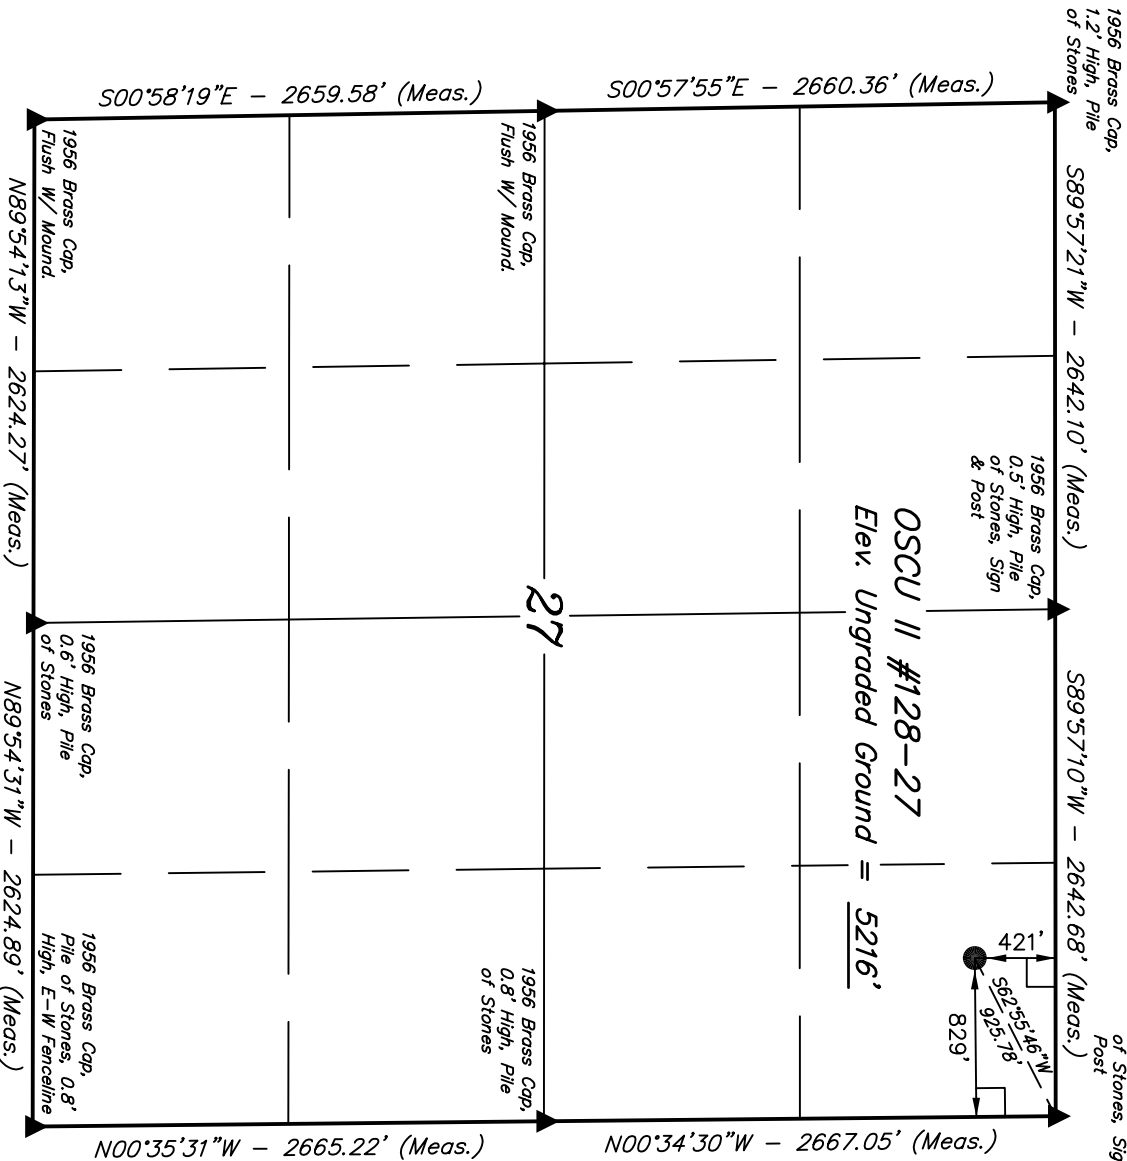 1956 Brass Cap,
1.2' High, Pile
of Stones
S89°57'21"W - 2642.10' (Meas.)
S89°57'10"W - 2642.68' (Meas.)
of Stones, Sig
Post
1956 Brass Cap,
0.5' High, Pile
of Stones, Sign
& Post
S00°57'55"E - 2660.36' (Meas.)
S00°58'19"E - 2659.58' (Meas.)
OSCU II #128-27
Elev. Ungraded Ground = 5216'
421'
S62°55'46"W
925.78'
829'
1956 Brass Cap,
Flush W/ Mound.
27
1956 Brass Cap,
0.8' High, Pile
of Stones
N00°34'30"W - 2667.05' (Meas.)
N00°35'31"W - 2665.22' (Meas.)
1956 Brass Cap,
Flush W/ Mound.
1956 Brass Cap,
0.6' High, Pile
of Stones
1956 Brass Cap,
Pile of Stones, 0.8'
High, E-W Fenceline
N89°54'13"W - 2624.27' (Meas.)
N89°54'31"W - 2624.89' (Meas.)